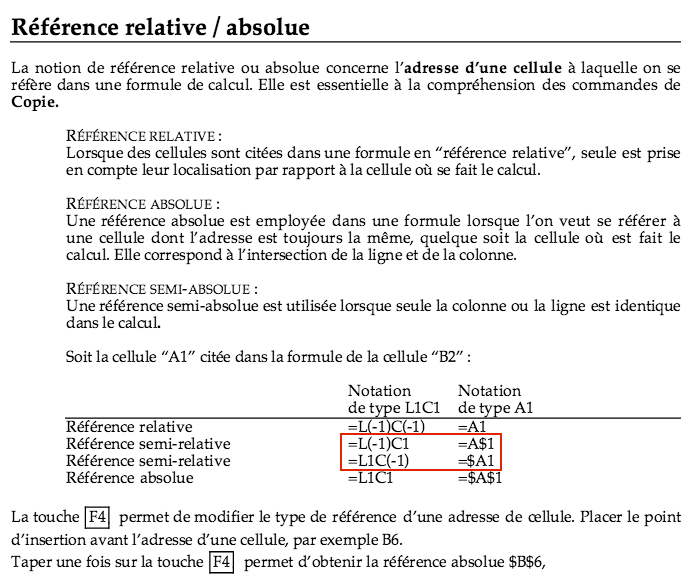 Référence relative / absolue
La notion de référence relative ou absolue concerne l'adresse d'une cellule à laquelle on se
réfère dans une formule de calcul. Elle est essentielle à la compréhension des commandes de
Copie.
RÉFÉRENCE RELATIVE :
Lorsque des cellules sont citées dans une formule en "référence relative", seule est prise
en compte leur localisation par rapport à la cellule où se fait le calcul.
RÉFÉRENCE ABSOLUE :
Une référence absolue est employée dans une formule lorsque l'on veut se référer à
une cellule dont l'adresse est toujours la même, quelque soit la cellule où est fait le
calcul. Elle correspond à l'intersection de la ligne et de la colonne.
RÉFÉRENCE SEMI-ABSOLUE :
Une référence semi-absolue est utilisée lorsque seule la colonne ou la ligne est identique
dans le calcul.
Soit la cellule "A1" citée dans la formule de la cellule "B2" :
Notation Notation
de type L1C1 de type A1
Référence relative =L(-1)C(-1) =A1
Référence semi-relative =L(-1)C1 =A$1
Référence semi-relative =L1C(-1) =$A1
Référence absolue =L1C1 =$A$1
La touche F4 permet de modifier le type de référence d'une adresse de cellule. Placer le point
d'insertion avant l'adresse d'une cellule, par exemple B6.
Taper une fois sur la touche F4 permet d'obtenir la référence absolue $B$6,